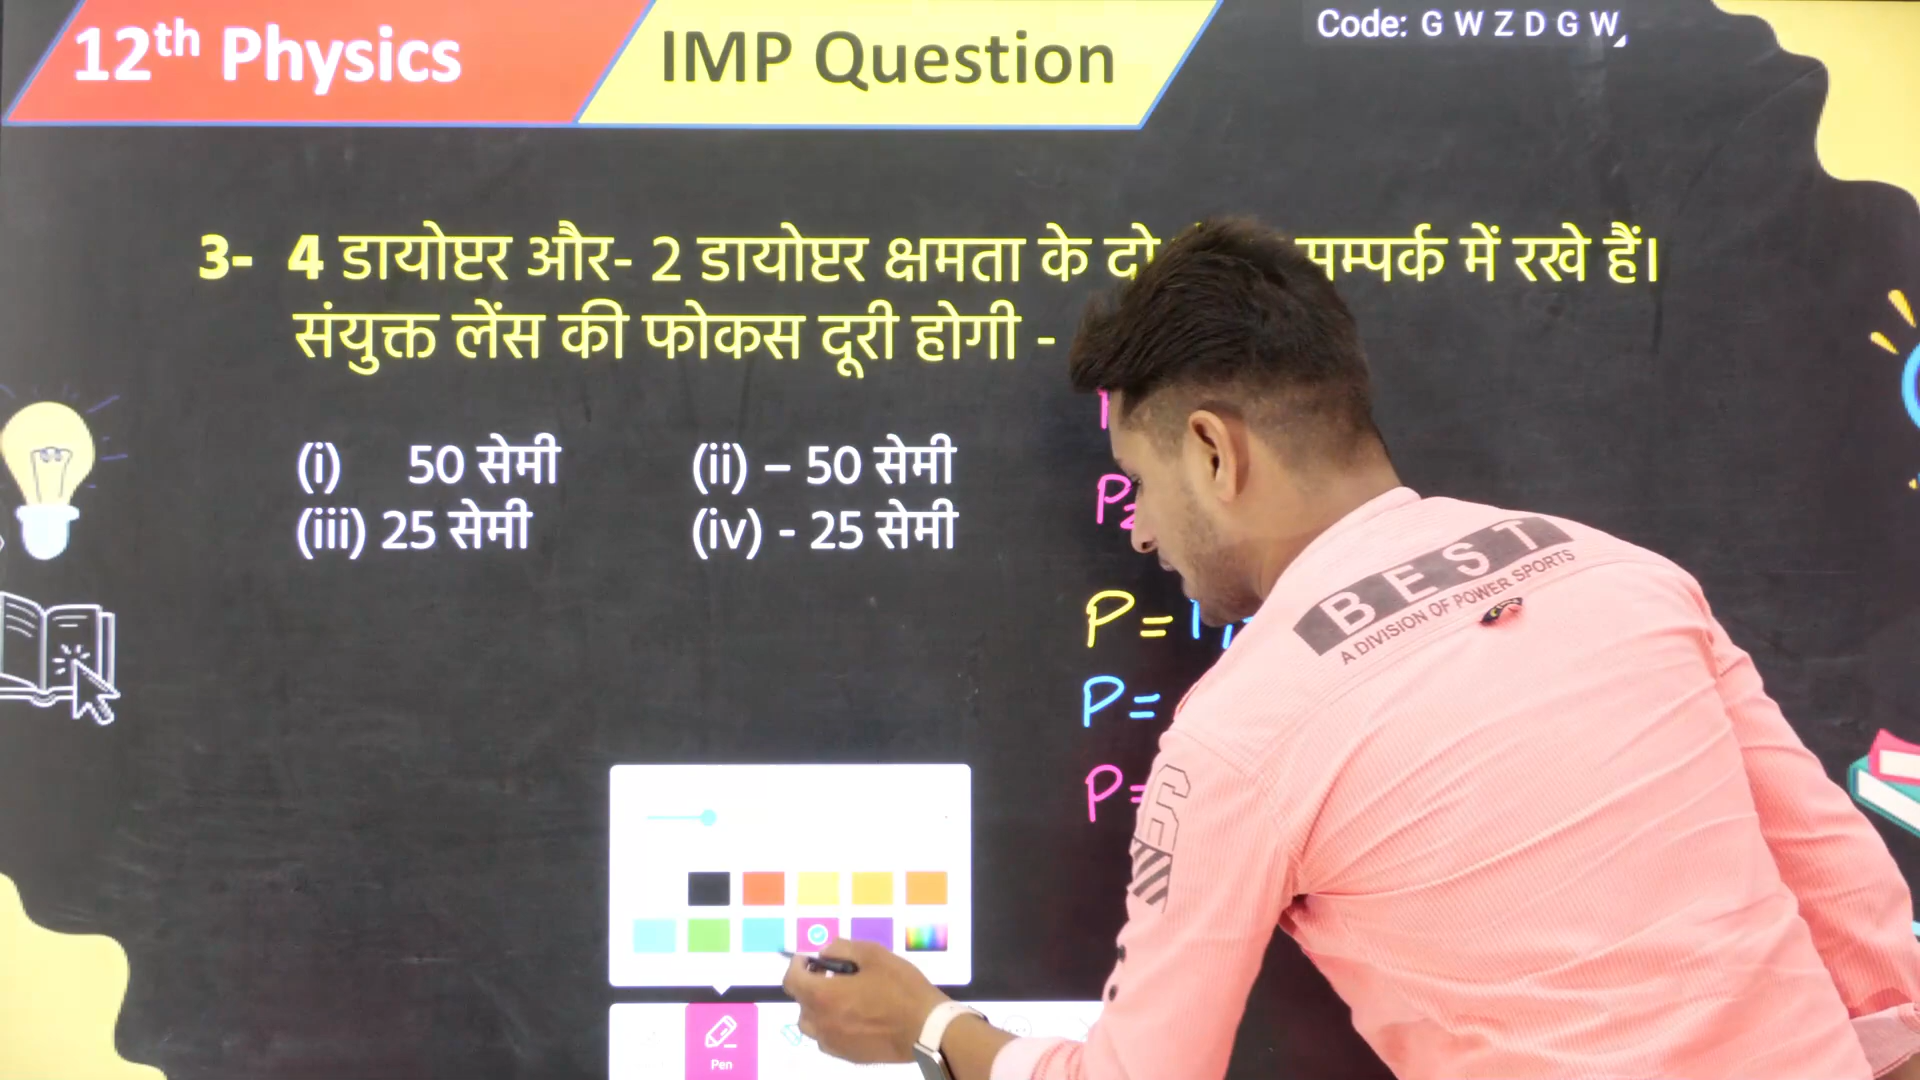 12th Physics
IMP Question
Code: G W Z D G W
3- 4 डायोप्टर और- 2 डायोप्टर क्षमता के दो सम्पर्क में रखे हैं।
संयुक्त लेंस की फोकस दूरी होगी -
(i) 50 सेमी (ii) – 50 सेमी
(iii) 25 सेमी (iv) - 25 सेमी
P2
P =
P =
P =
BEST
A DIVISION OF POWER SPORTS
Pen